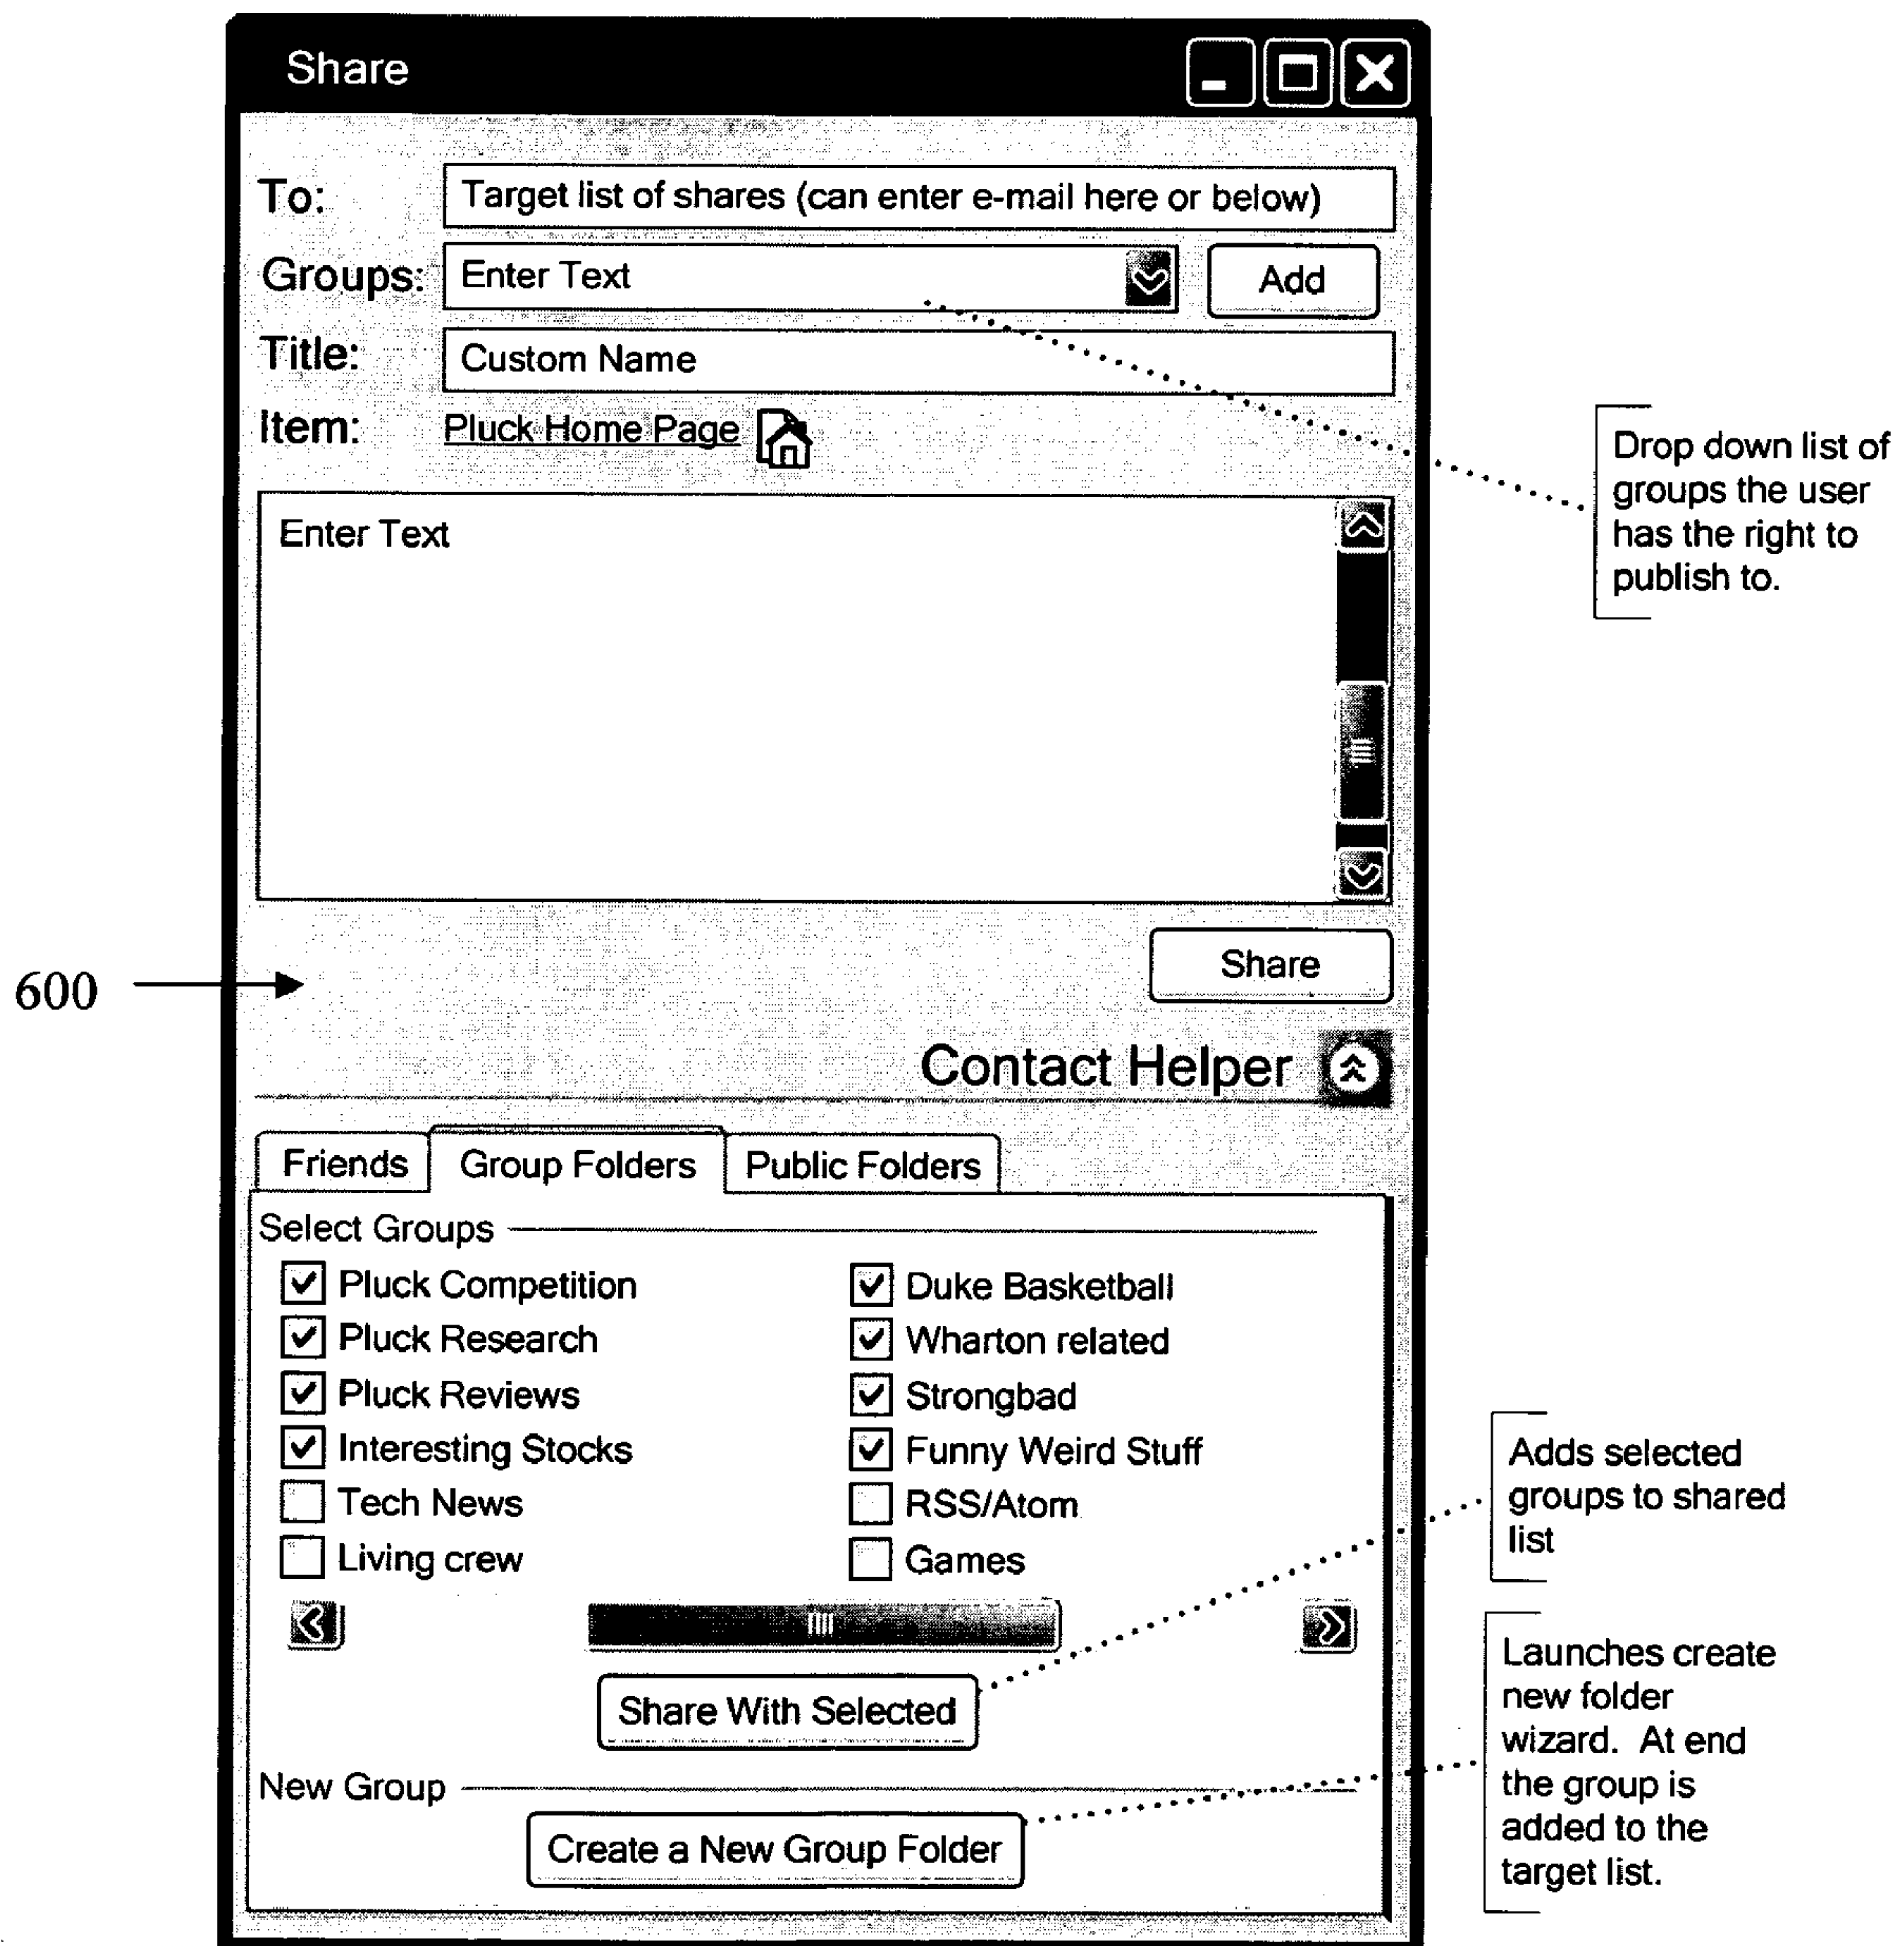 Share
To: Target list of shares (can enter e-mail here or below)
Groups: Enter Text Add
Title: Custom Name
Item: Pluck Home Page
Drop down list of
groups the user
has the right to
publish to.
Enter Text
600
Share
Contact Helper
Friends Group Folders Public Folders
Select Groups
Pluck Competition Duke Basketball
Pluck Research Wharton related
Pluck Reviews Strongbad
Interesting Stocks Funny Weird Stuff
Tech News RSS/Atom
Living crew Games
Adds selected
groups to shared
list
Share With Selected
Launches create
new folder
wizard. At end
the group is
added to the
target list.
New Group
Create a New Group Folder